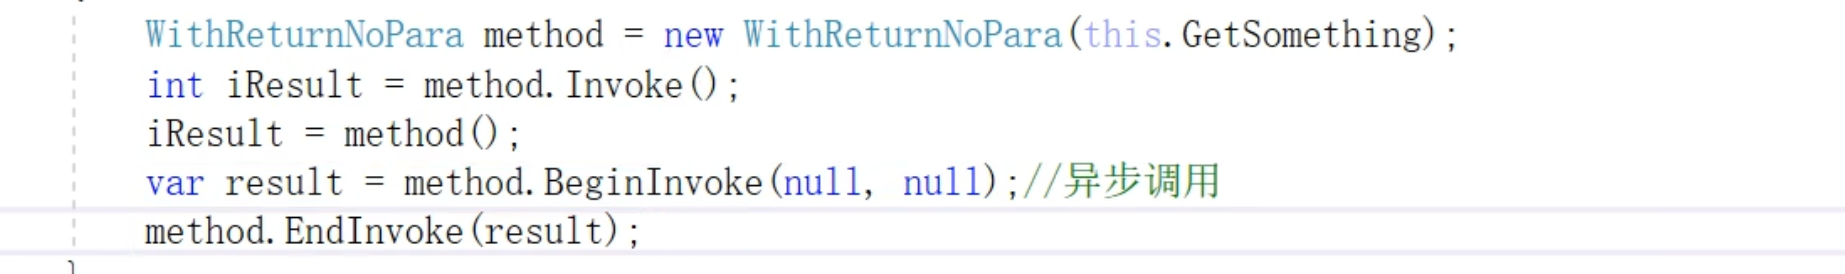 WithReturnNoPara method = new WithReturnNoPara(this.GetSomething);
int iResult = method.Invoke();
iResult = method();
var result = method.BeginInvoke(null, null);//异步调用
method.EndInvoke(result);